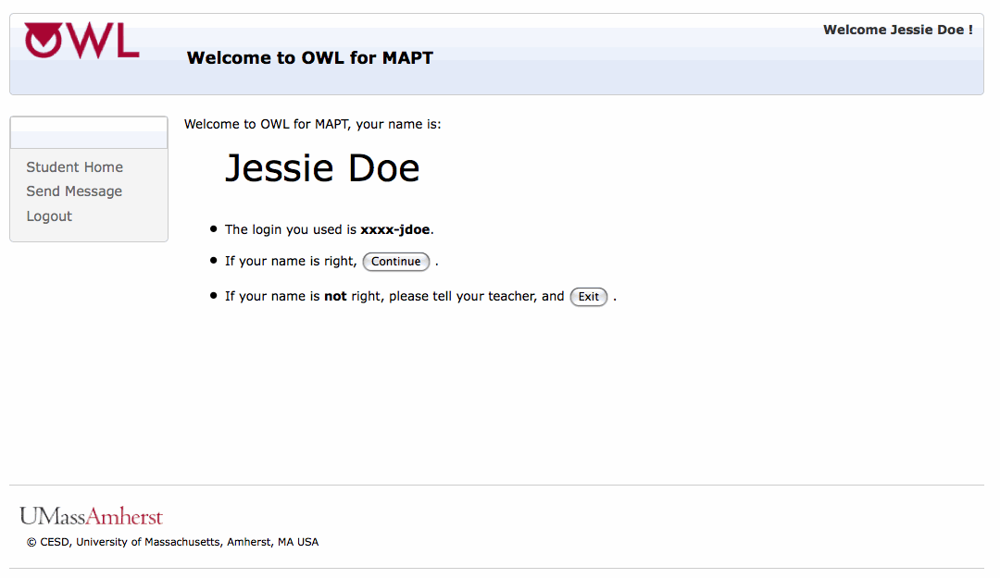 OWL
Welcome Jessie Doe !
Welcome to OWL for MAPT
Student Home
Send Message
Logout
Welcome to OWL for MAPT, your name is:
Jessie Doe
• The login you used is xxxx-jdoe.
• If your name is right, Continue .
• If your name is not right, please tell your teacher, and Exit .
UMassAmherst
© CESD, University of Massachusetts, Amherst, MA USA